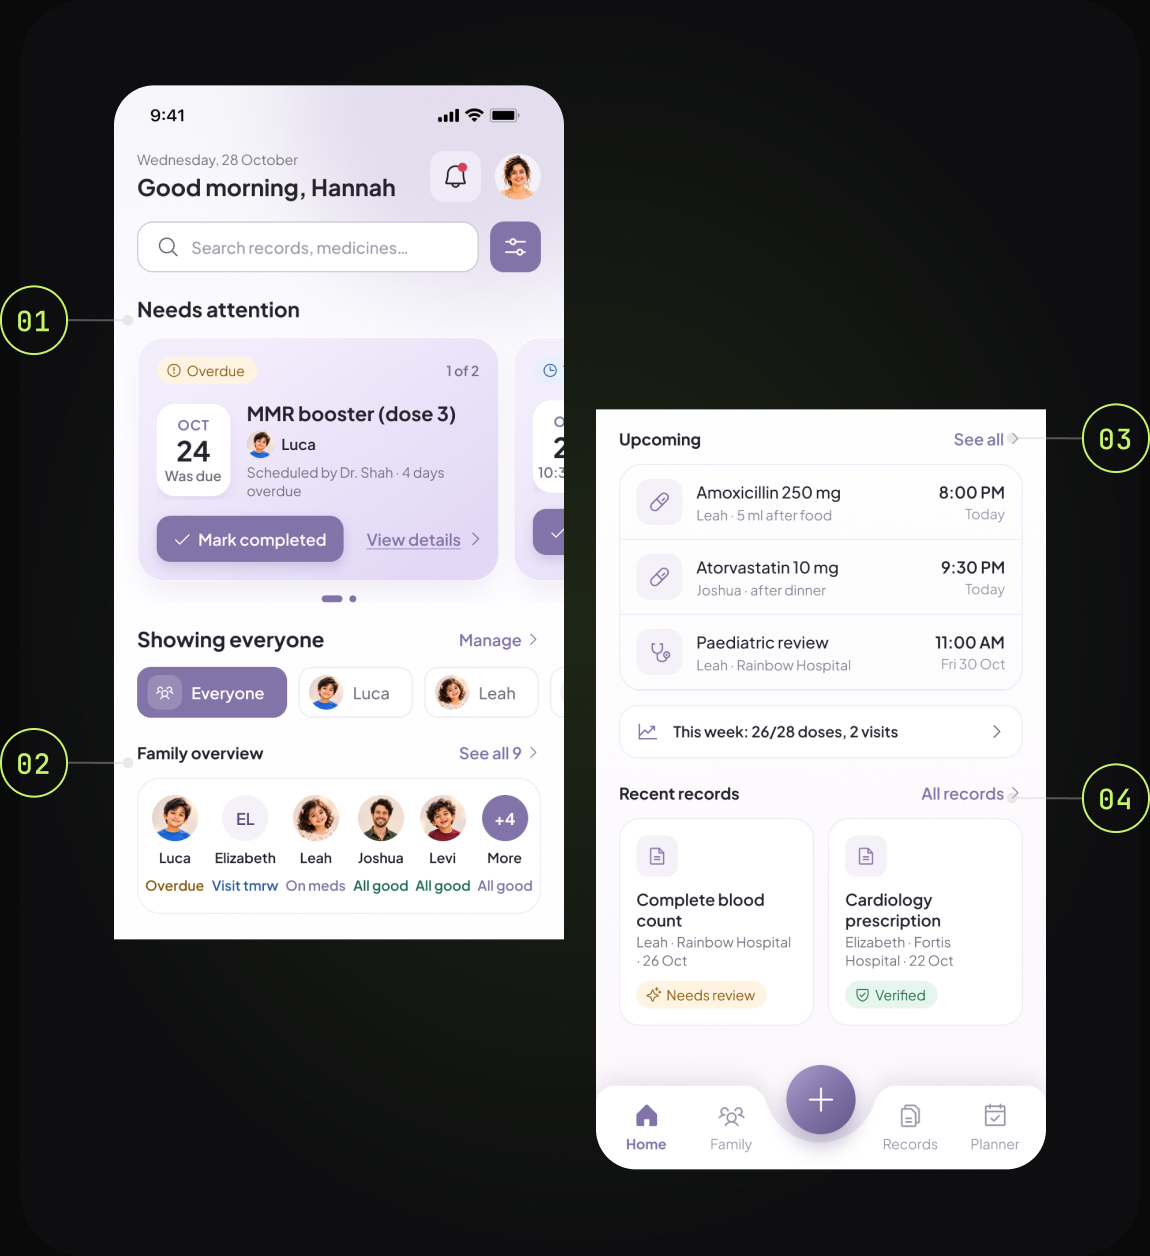 9:41
Wednesday, 28 October
Good morning, Hannah
Search records, medicines...
01
Needs attention
Overdue
1 of 2
OCT
24
Was due
MMR booster (dose 3)
Luca
Scheduled by Dr. Shah · 4 days
overdue
Mark completed
View details
Showing everyone
Manage
Everyone
Luca
Leah
02
Family overview
See all 9
EL
+4
Luca
Elizabeth
Leah
Joshua
Levi
More
Overdue
Visit tmrw
On meds
All good
All good
All good
03
Upcoming
See all
Amoxicillin 250 mg
8:00 PM
Leah · 5 ml after food
Today
Atorvastatin 10 mg
9:30 PM
Joshua · after dinner
Today
Paediatric review
11:00 AM
Leah · Rainbow Hospital
Fri 30 Oct
This week: 26/28 doses, 2 visits
04
Recent records
All records
Complete blood
count
Leah · Rainbow Hospital
· 26 Oct
Needs review
Cardiology
prescription
Elizabeth · Fortis
Hospital · 22 Oct
Verified
Home
Family
Records
Planner